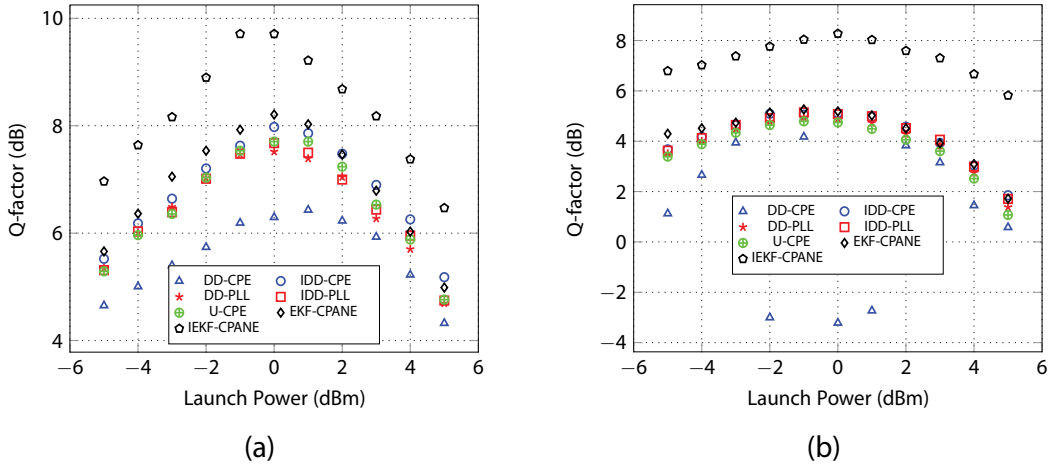 10
8
6
4
Q-factor (dB)
−6 −4 −2 0 2 4 6
Launch Power (dBm)
DD-CPE IDD-CPE
DD-PLL IDD-PLL
U-CPE EKF-CPANE
IEKF-CPANE
(a)
8
6
4
2
0
−2
−4
Q-factor (dB)
−6 −4 −2 0 2 4 6
Launch Power (dBm)
DD-CPE IDD-CPE
DD-PLL IDD-PLL
U-CPE EKF-CPANE
IEKF-CPANE
(b)